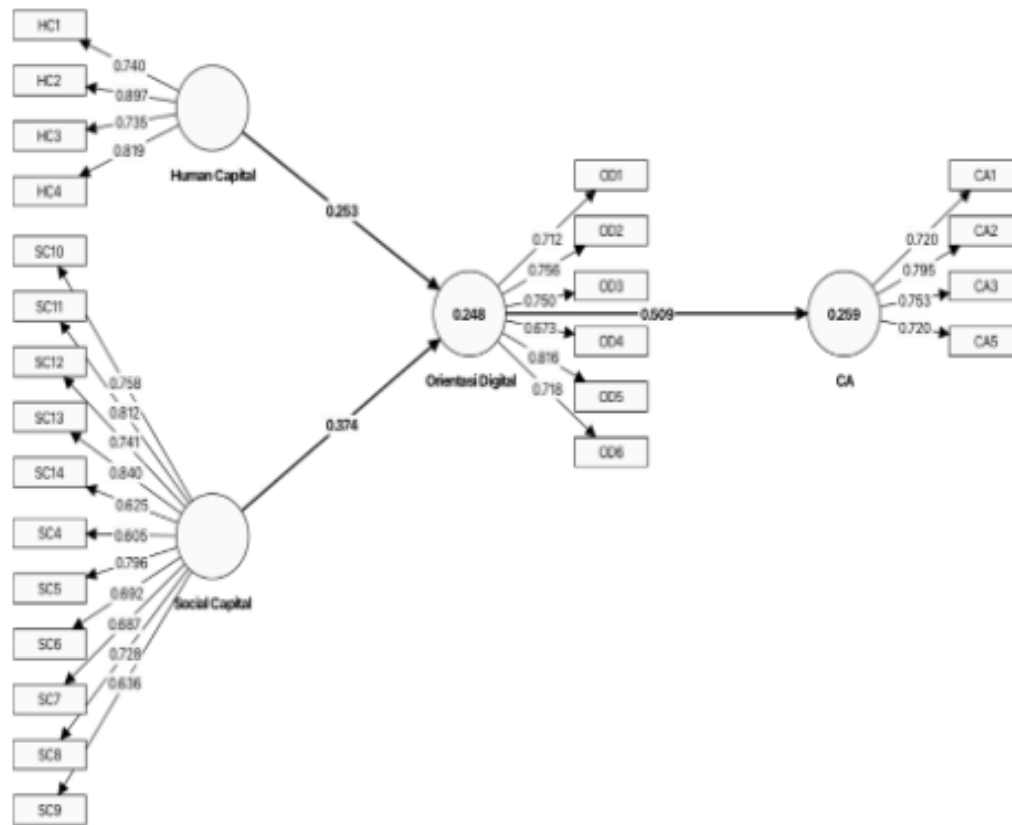 HC1
0.740
HC2
0.897
HC3
0.735
HC4
0.819
Human Capital
0.253
SC10
SC11
SC12
SC13
SC14
SC4
SC5
SC6
SC7
SC8
SC9
0.758
0.812
0.741
0.840
0.625
0.605
0.796
0.692
0.687
0.728
0.636
Social Capital
0.374
0.248
Orientasi Digital
OD1
0.712
OD2
0.756
OD3
0.750
OD4
0.673
OD5
0.816
OD6
0.718
0.509
0.259
CA
CA1
0.720
CA2
0.795
CA3
0.753
CA5
0.720